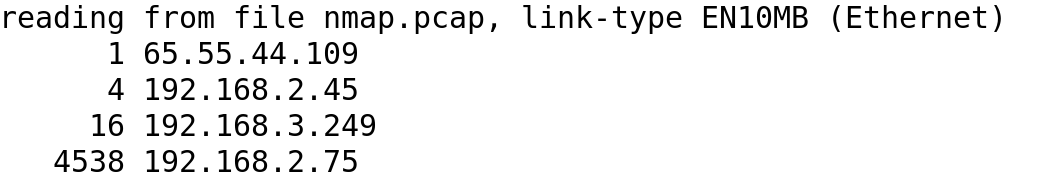 reading from file nmap.pcap, link-type EN10MB (Ethernet)
1 65.55.44.109
4 192.168.2.45
16 192.168.3.249
4538 192.168.2.75